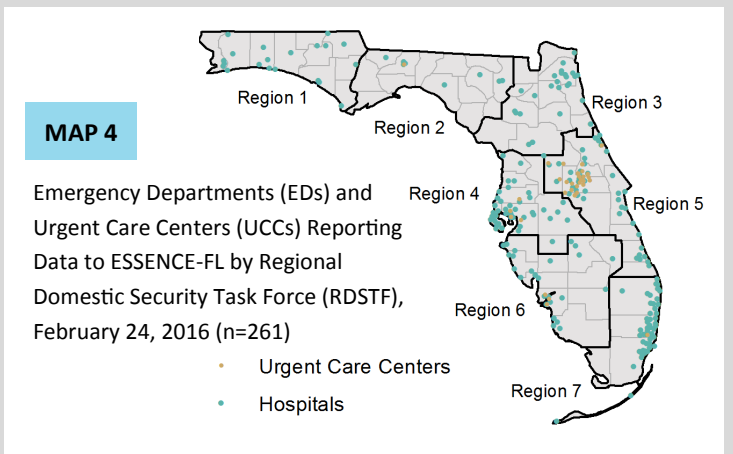 MAP 4
Emergency Departments (EDs) and
Urgent Care Centers (UCCs) Reporting
Data to ESSENCE-FL by Regional
Domestic Security Task Force (RDSTF),
February 24, 2016 (n=261)
Urgent Care Centers
Hospitals
Region 1
Region 2
Region 3
Region 4
Region 5
Region 6
Region 7